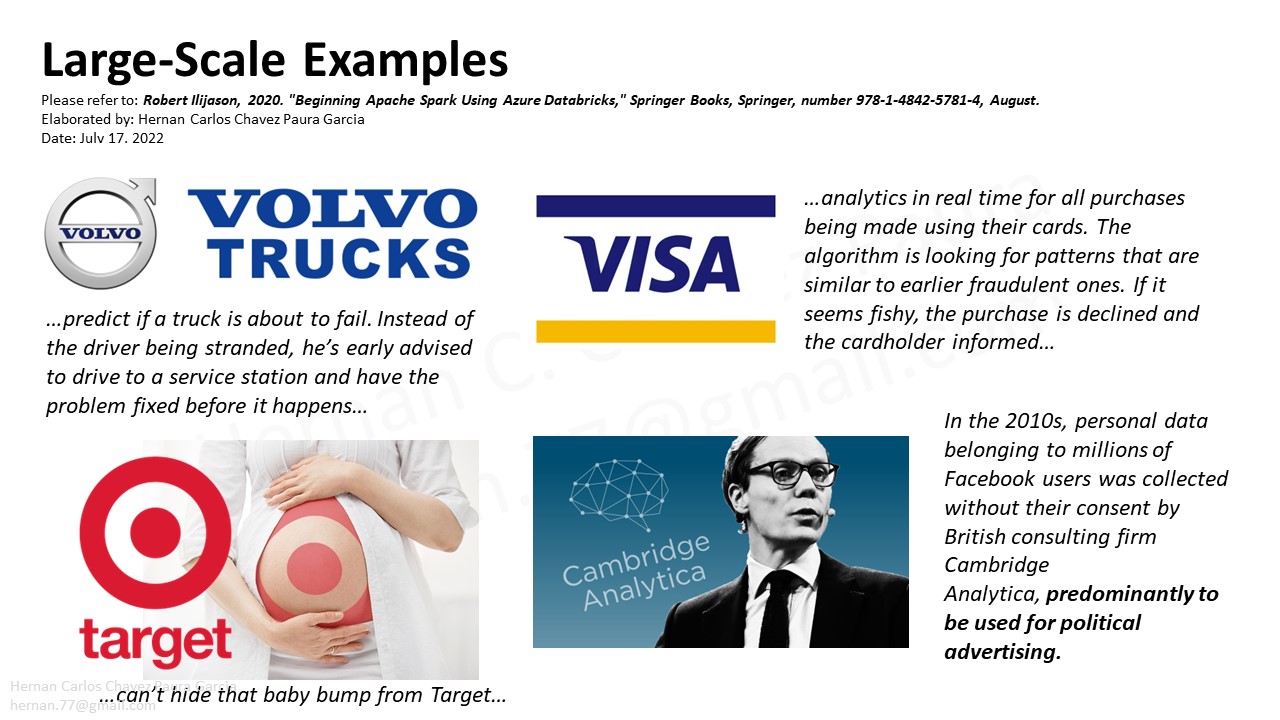 Large-Scale Examples
Please refer to: Robert Ilijason, 2020. "Beginning Apache Spark Using Azure Databricks," Springer Books, Springer, number 978-1-4842-5781-4, August.
Elaborated by: Hernan Carlos Chavez Paura Garcia
Date: July 17. 2022
VOLVO
VOLVO
TRUCKS
…predict if a truck is about to fail. Instead of
the driver being stranded, he’s early advised
to drive to a service station and have the
problem fixed before it happens…
VISA
…analytics in real time for all purchases
being made using their cards. The
algorithm is looking for patterns that are
similar to earlier fraudulent ones. If it
seems fishy, the purchase is declined and
the cardholder informed…
target
…can’t hide that baby bump from Target…
Cambridge
Analytica
In the 2010s, personal data
belonging to millions of
Facebook users was collected
without their consent by
British consulting firm
Cambridge
Analytica, predominantly to
be used for political
advertising.
Hernan Carlos Chavez Paura Garcia
hernan.77@gmail.com